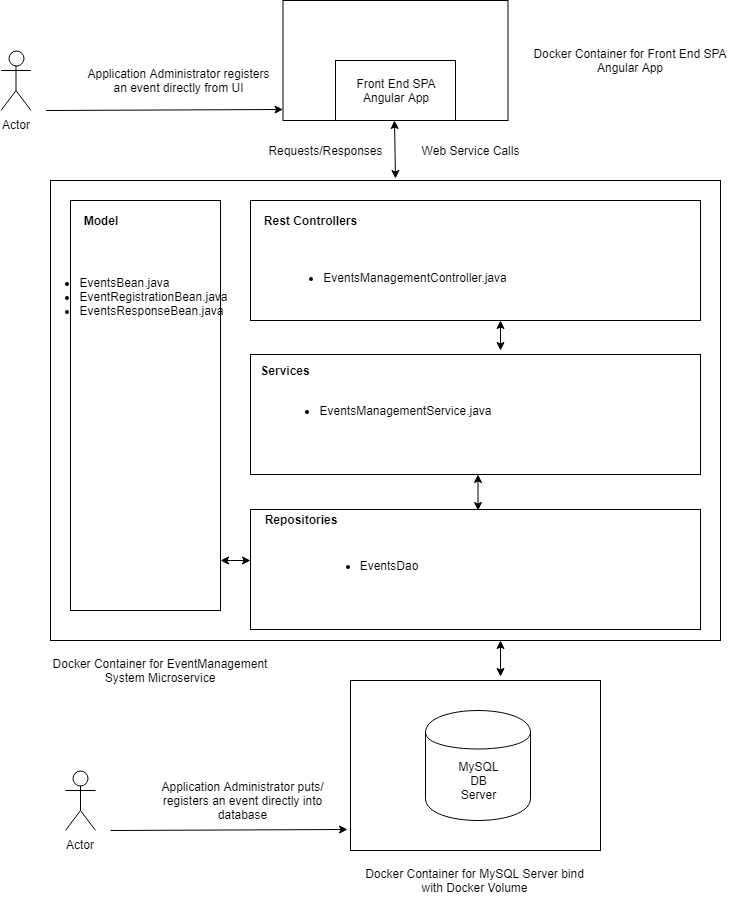 Docker Container for Front End SPA
Angular App
Application Administrator registers
an event directly from UI
Front End SPA
Angular App
Actor
Requests/Responses
Web Service Calls
Model
EventsBean.java
EventRegistrationBean.java
EventsResponseBean.java
Rest Controllers
EventsManagementController.java
Services
EventsManagementService.java
Repositories
EventsDao
Docker Container for EventManagement
System Microservice
MySQL
DB
Server
Application Administrator puts/
registers an event directly into
database
Actor
Docker Container for MySQL Server bind
with Docker Volume